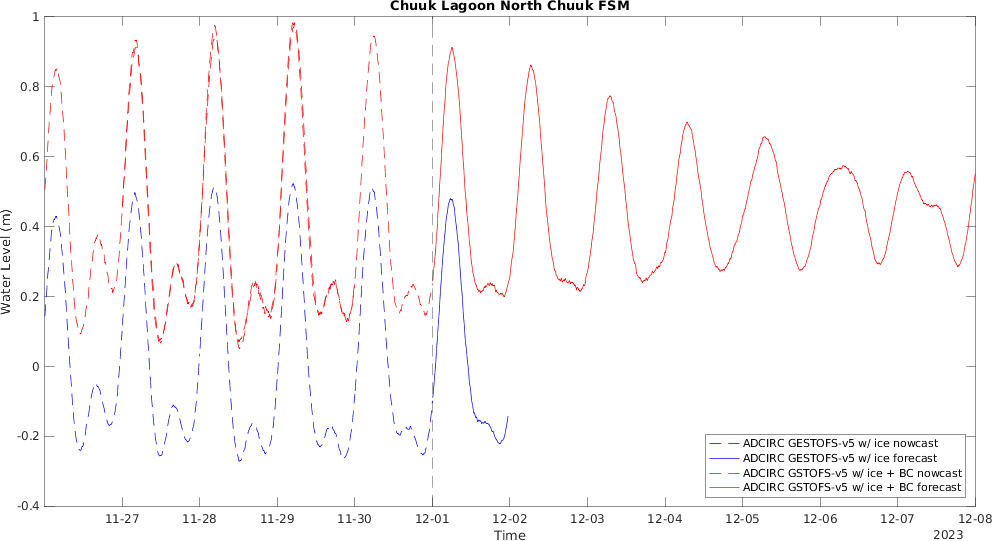 Chuuk Lagoon North Chuuk FSM
1
0.8
0.6
0.4
0.2
0
-0.2
-0.4
Water Level (m)
11-27 11-28 11-29 11-30 12-01 12-02 12-03 12-04 12-05 12-06 12-07 12-08
Time
2023
ADCIRC GESTOFS-v5 w/ ice nowcast
ADCIRC GESTOFS-v5 w/ ice forecast
ADCIRC GSTOFS-v5 w/ ice + BC nowcast
ADCIRC GSTOFS-v5 w/ ice + BC forecast